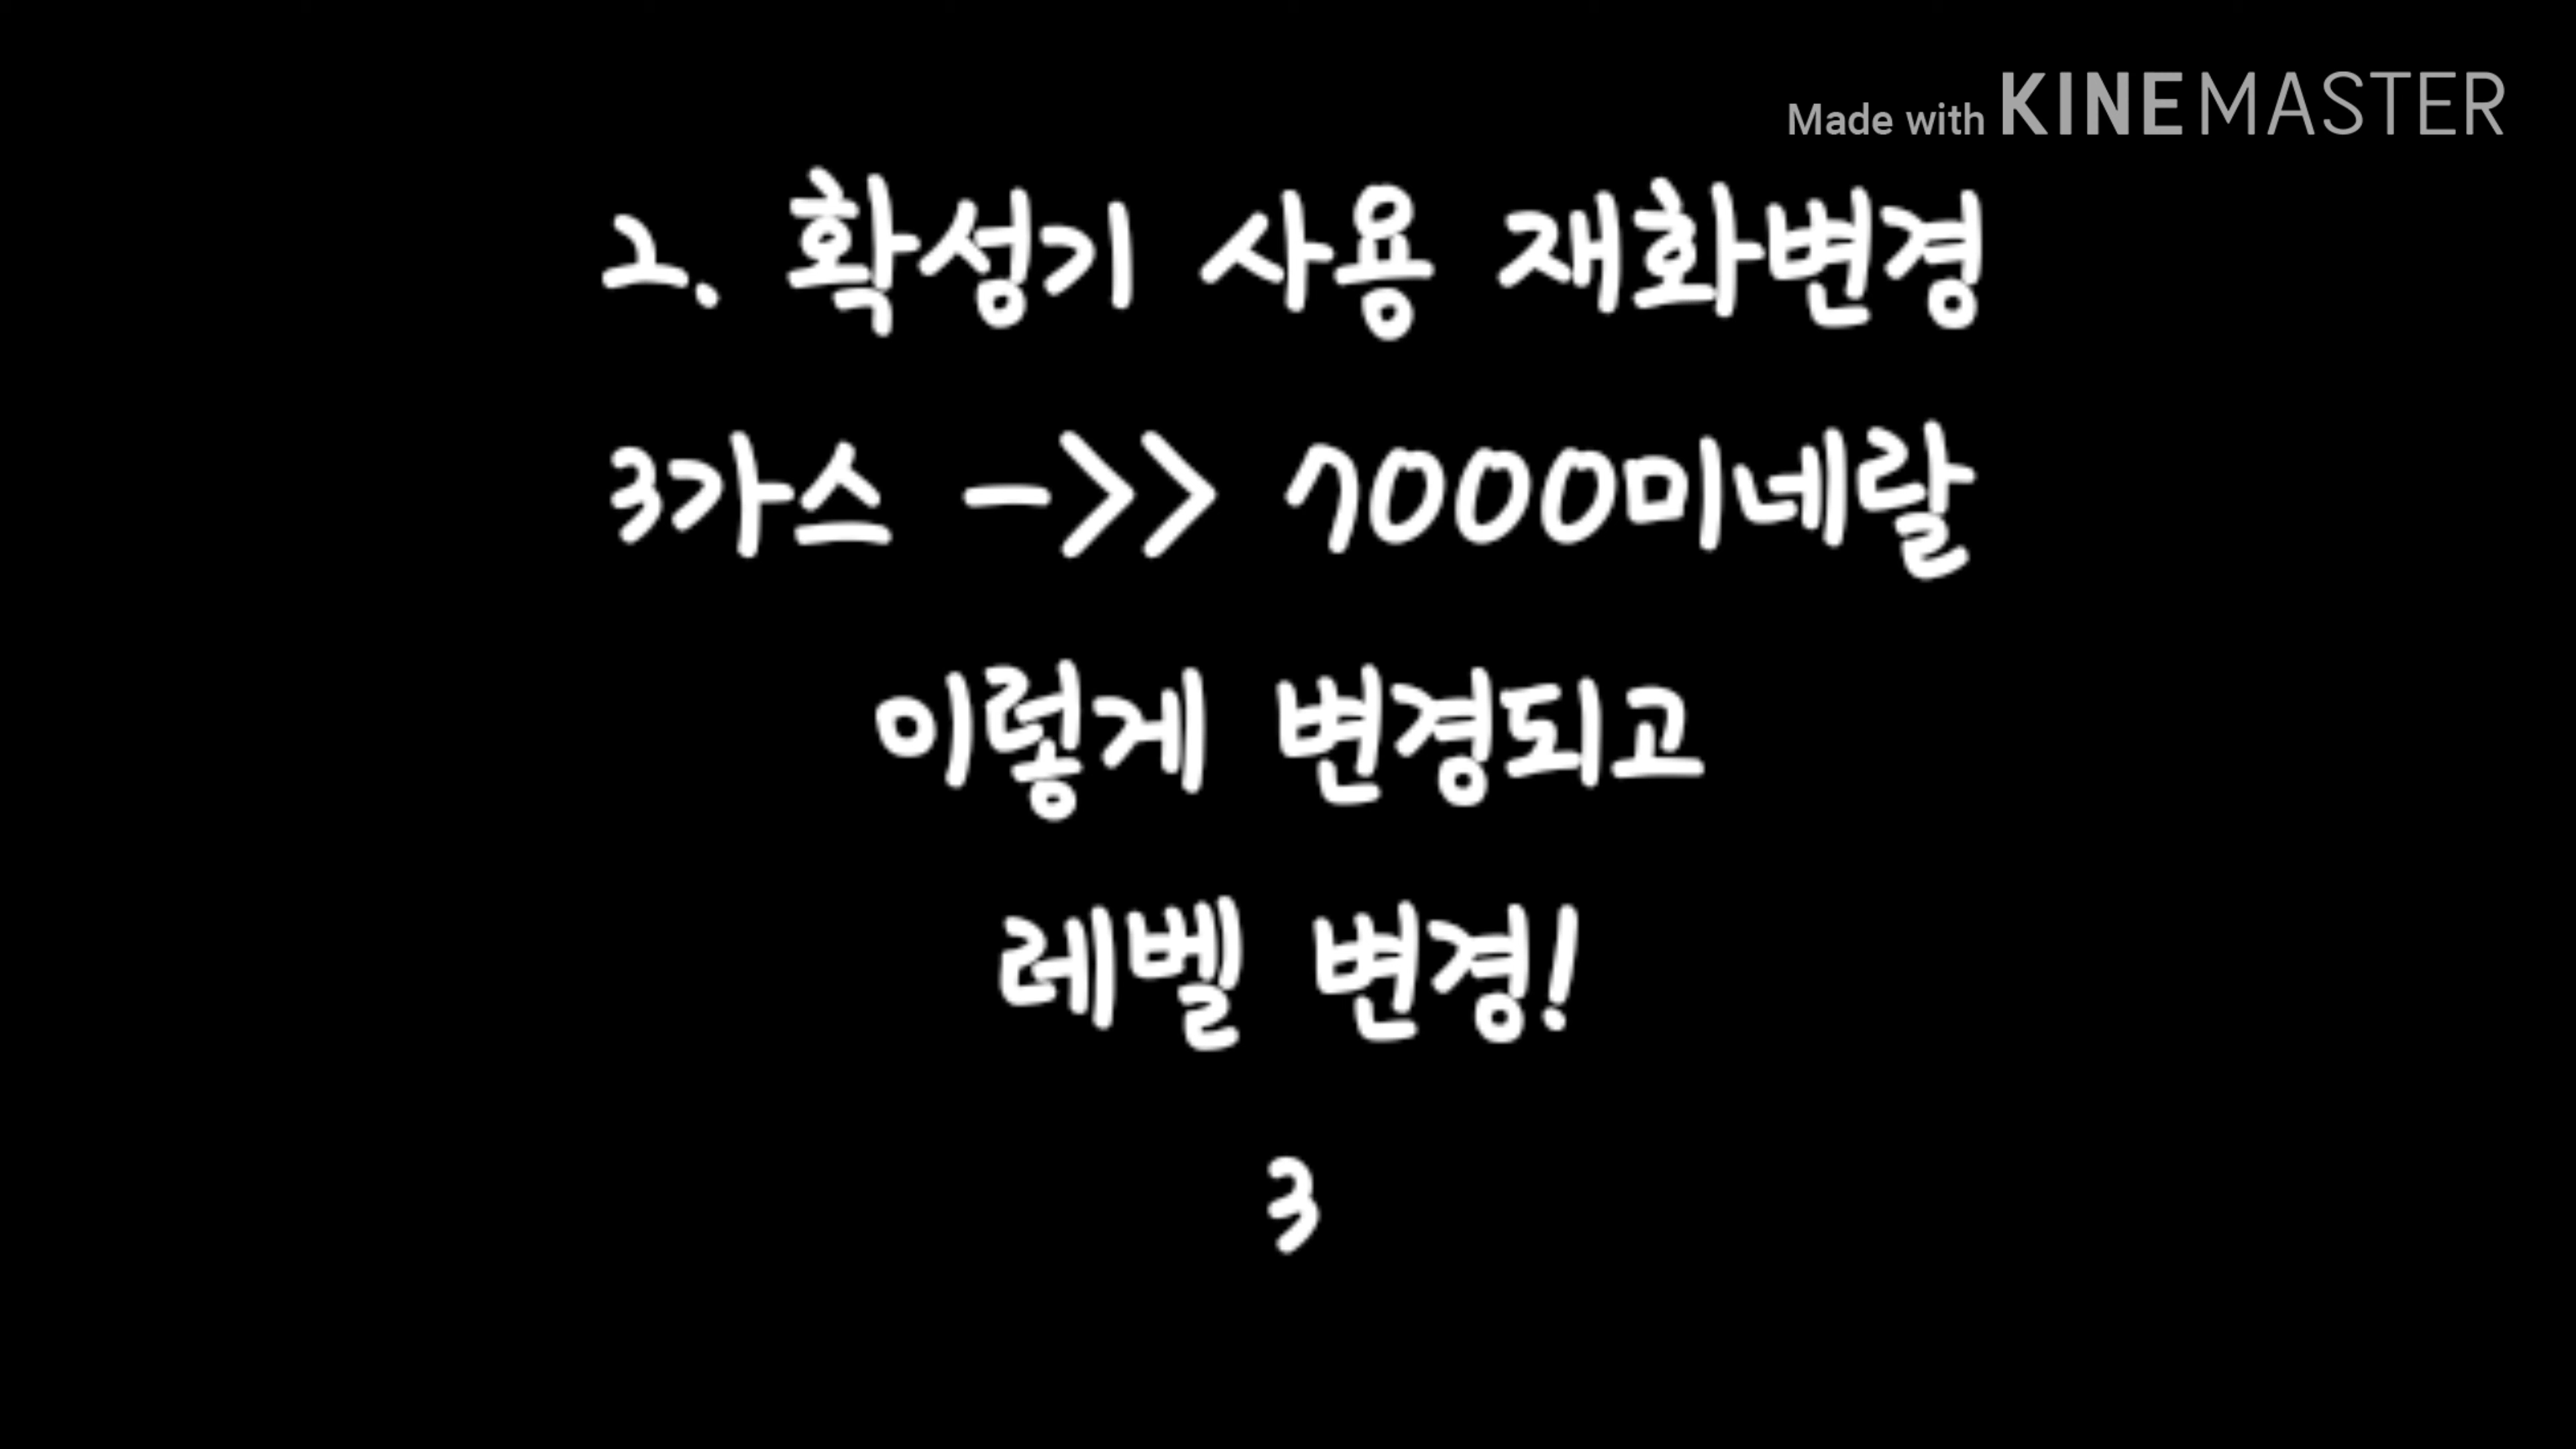 Made with KINEMASTER
2. 확성기 사용 재화변경
3가스 ->> 7000미네랄
이렇게 변경되고
레벨 변경!
3